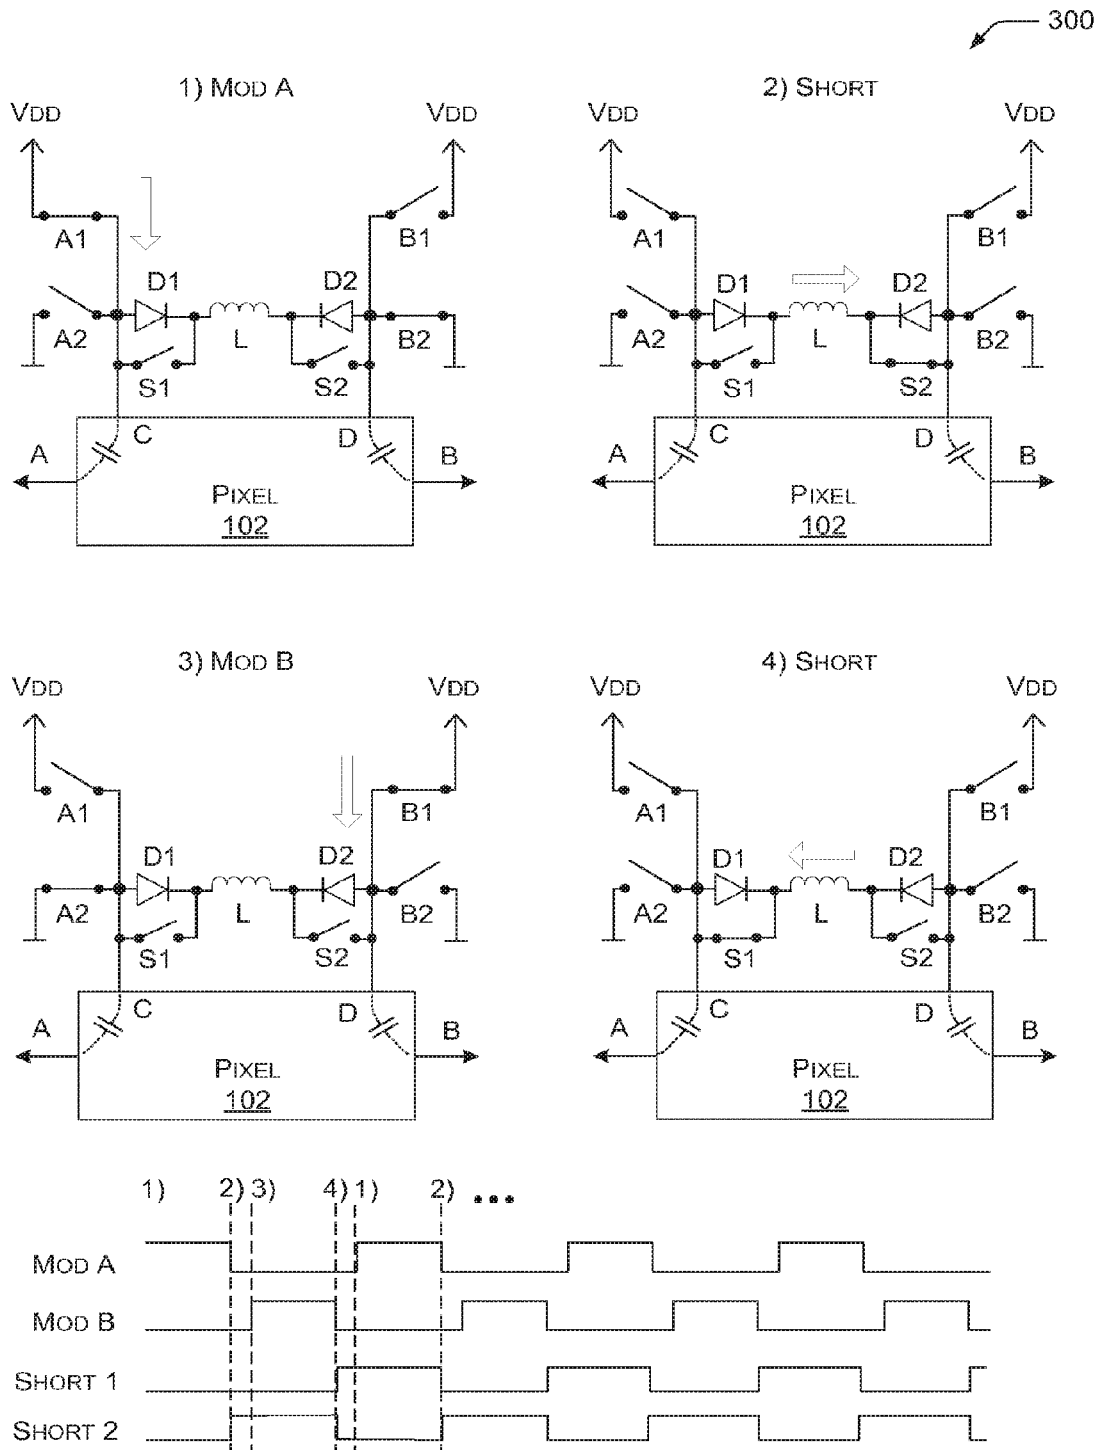 300
1) MOD A
VDD
VDD
A1
B1
D1
D2
A2
L
B2
S1
S2
C
D
A
B
PIXEL
102
2) SHORT
VDD
VDD
A1
B1
D1
D2
A2
L
B2
S1
S2
C
D
A
B
PIXEL
102
3) MOD B
VDD
VDD
A1
B1
D1
D2
A2
L
B2
S1
S2
C
D
A
B
PIXEL
102
4) SHORT
VDD
VDD
A1
B1
D1
D2
A2
L
B2
S1
S2
C
D
A
B
PIXEL
102
1) 2) 3) 4) 1) 2) •••
MOD A
MOD B
SHORT 1
SHORT 2